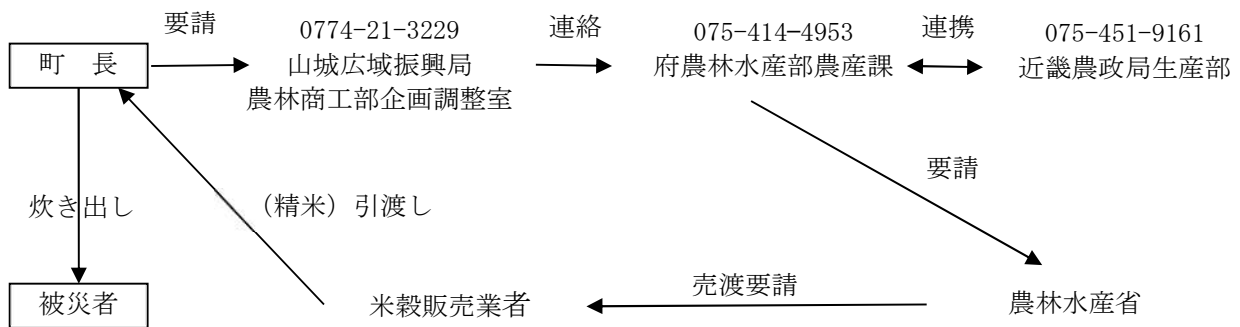 要請
0774-21-3229
連絡
075-414-4953
連携
075-451-9161
町　長
山城広域振興局
府農林水産部農産課
近畿農政局生産部
農林商工部企画調整室
要請
炊き出し
（精米）引渡し
売渡要請
被災者
米穀販売業者
農林水産省